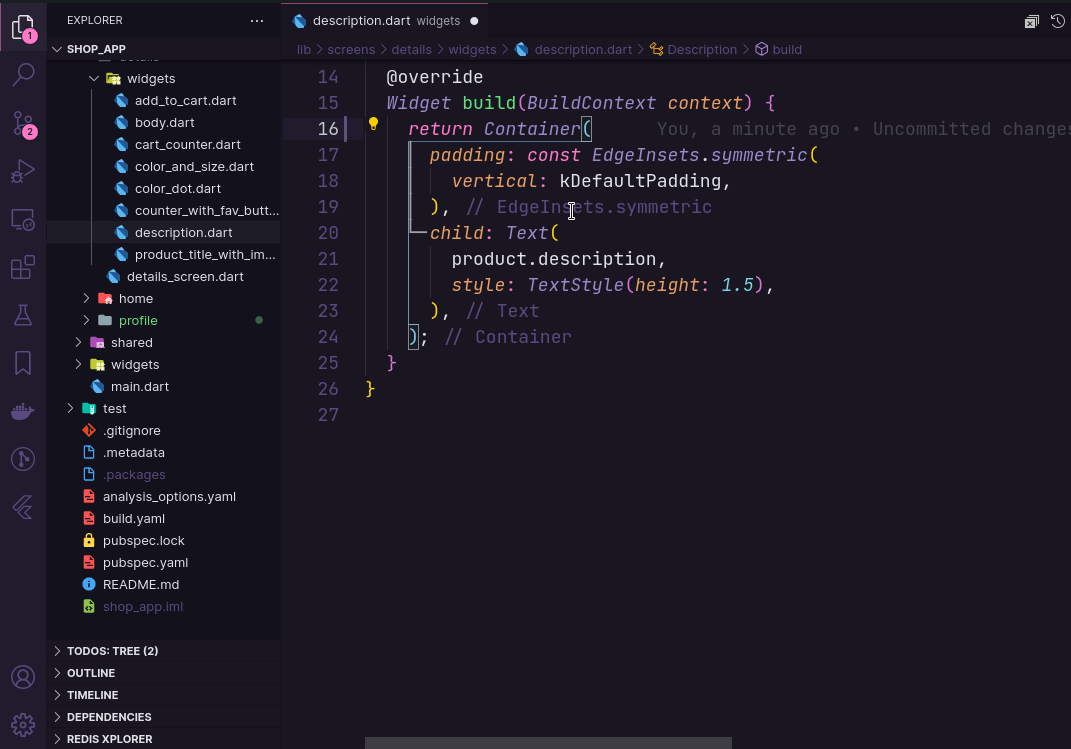 EXPLORER
SHOP_APP
widgets
add_to_cart.dart
body.dart
cart_counter.dart
color_and_size.dart
color_dot.dart
counter_with_fav_butt...
description.dart
product_title_with_im...
details_screen.dart
home
profile
shared
widgets
main.dart
test
.gitignore
.metadata
.packages
analysis_options.yaml
build.yaml
pubspec.lock
pubspec.yaml
README.md
shop_app.iml
TODOS: TREE (2)
OUTLINE
TIMELINE
DEPENDENCIES
REDIS XPLORER
1
2
description.dart widgets
lib > screens > details > widgets > description.dart > Description > build
14 @override
15 Widget build(BuildContext context) {
16 return Container( You, a minute ago • Uncommitted changes
17 padding: const EdgeInsets.symmetric(
18 vertical: kDefaultPadding,
19 ), // EdgeInsets.symmetric
20 child: Text(
21 product.description,
22 style: TextStyle(height: 1.5),
23 ), // Text
24 ); // Container
25 }
26 }
27